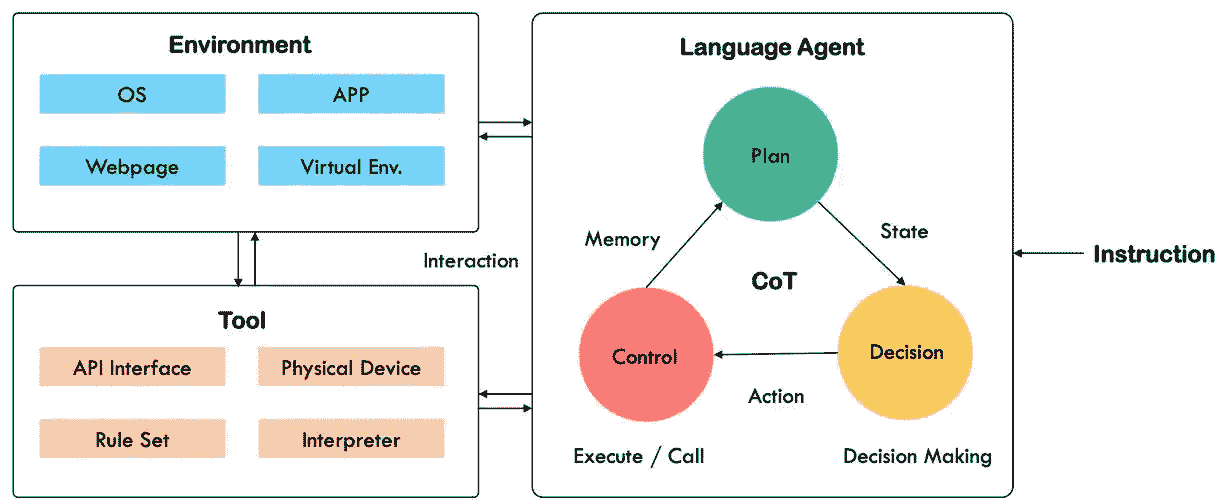 Environment
OS
APP
Webpage
Virtual Env.
Interaction
Tool
API Interface
Physical Device
Rule Set
Interpreter
Language Agent
Plan
Memory
State
CoT
Control
Decision
Action
Execute / Call
Decision Making
Instruction